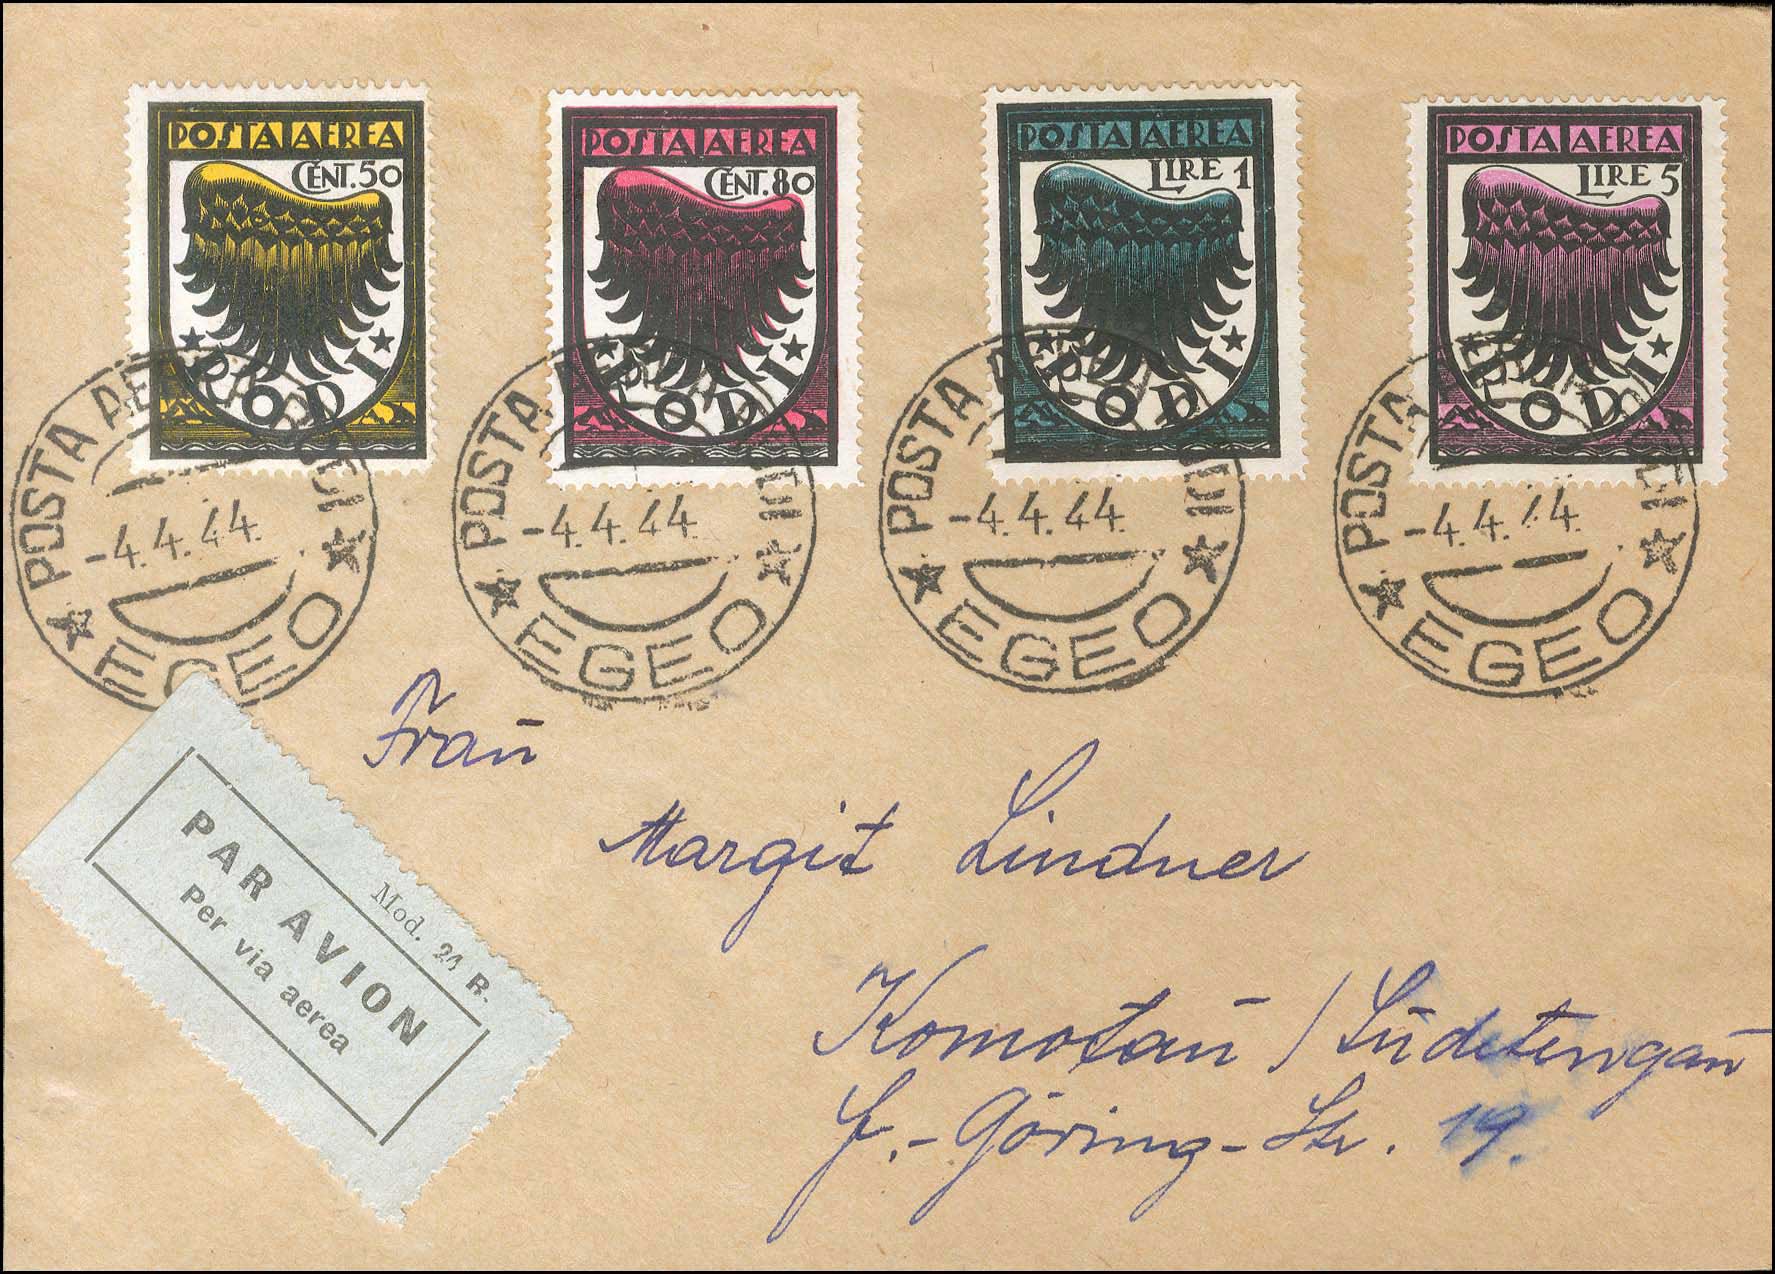 POSTA AEREA
CENT. 50
RODI
POSTA AEREA
CENT. 80
RODI
POSTA AEREA
LIRE 1
RODI
POSTA AEREA
LIRE 5
RODI
POSTA
-4.4.44.
EGEO
POSTA
-4.4.44
EGEO
POSTA
-4.4.44.
EGEO
POSTA
-4.4.44.
EGEO
Mod. 24 R.
PAR AVION
Per via aerea
Frau
Margit Lindner
Komotau / Sudetengau
H.-Göring-Str. 19.